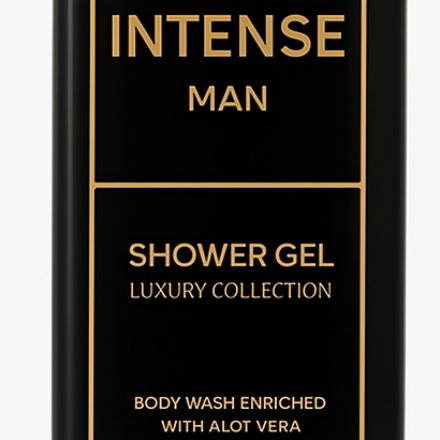 INTENSE
MAN
SHOWER GEL
LUXURY COLLECTION
BODY WASH ENRICHED
WITH ALOT VERA